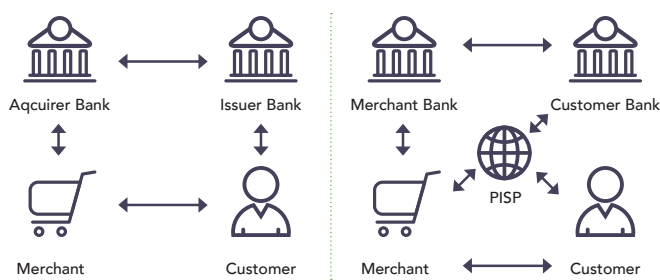 Aqcuirer Bank
Issuer Bank
Merchant Bank
Customer Bank
PISP
Merchant
Customer
Merchant
Customer